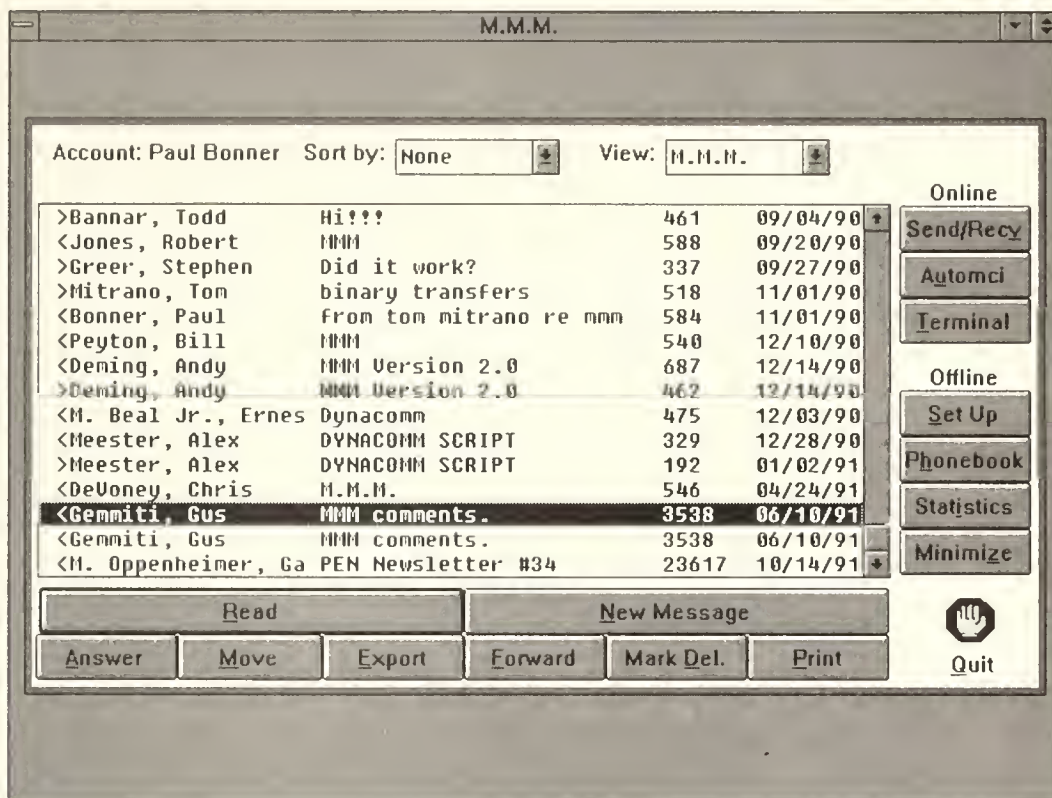 M.M.M.
Account: Paul Bonner Sort by: None View: M.M.M.
Online
>Bannar, Todd Hi!!! 461 09/04/90
<Jones, Robert MMM 588 09/20/90
>Greer, Stephen Did it work? 337 09/27/90
>Mitrano, Tom binary transfers 518 11/01/90
<Bonner, Paul from tom mitrano re mmm 584 11/01/90
<Peyton, Bill MMM 540 12/10/90
<Deming, Andy MMM Version 2.0 687 12/14/90
>Deming, Andy MMM Version 2.0 462 12/14/90
<M. Beal Jr., Ernes Dynacomm 475 12/03/90
<Meester, Alex DYNACOMM SCRIPT 329 12/28/90
>Meester, Alex DYNACOMM SCRIPT 192 01/02/91
<DeVoney, Chris M.M.M. 546 04/24/91
<Gemmiti, Gus MMM comments. 3538 06/10/91
<Gemmiti, Gus MMM comments. 3538 06/10/91
<M. Oppenheimer, Ga PEN Newsletter #34 23617 10/14/91
Send/Recv
Automci
Terminal
Offline
Set Up
Phonebook
Statistics
Minimize
Read New Message
Answer Move Export Forward Mark Del. Print
Quit